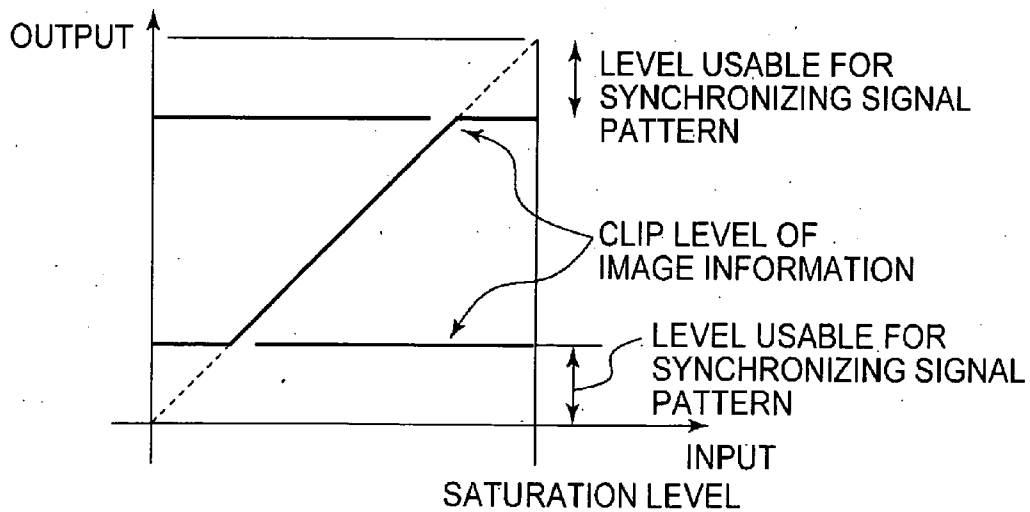 OUTPUT
LEVEL USABLE FOR
SYNCHRONIZING SIGNAL
PATTERN
CLIP LEVEL OF
IMAGE INFORMATION
LEVEL USABLE FOR
SYNCHRONIZING SIGNAL
PATTERN
INPUT
SATURATION LEVEL